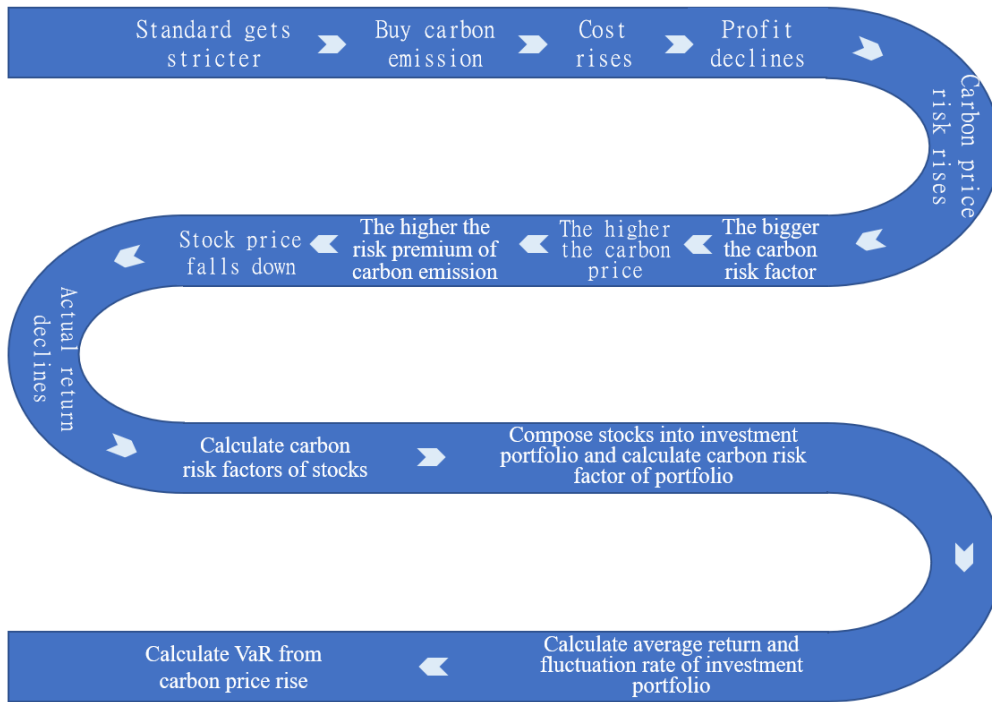 Standard gets
stricter
Buy carbon
emission
Cost
rises
Profit
declines
Carbon price
risk rises
The bigger
the carbon
risk factor
The higher
the carbon
price
The higher the
risk premium of
carbon emission
Stock price
falls down
Actual return
declines
Calculate carbon
risk factors of stocks
Compose stocks into investment
portfolio and calculate carbon risk
factor of portfolio
Calculate average return and
fluctuation rate of investment
portfolio
Calculate VaR from
carbon price rise